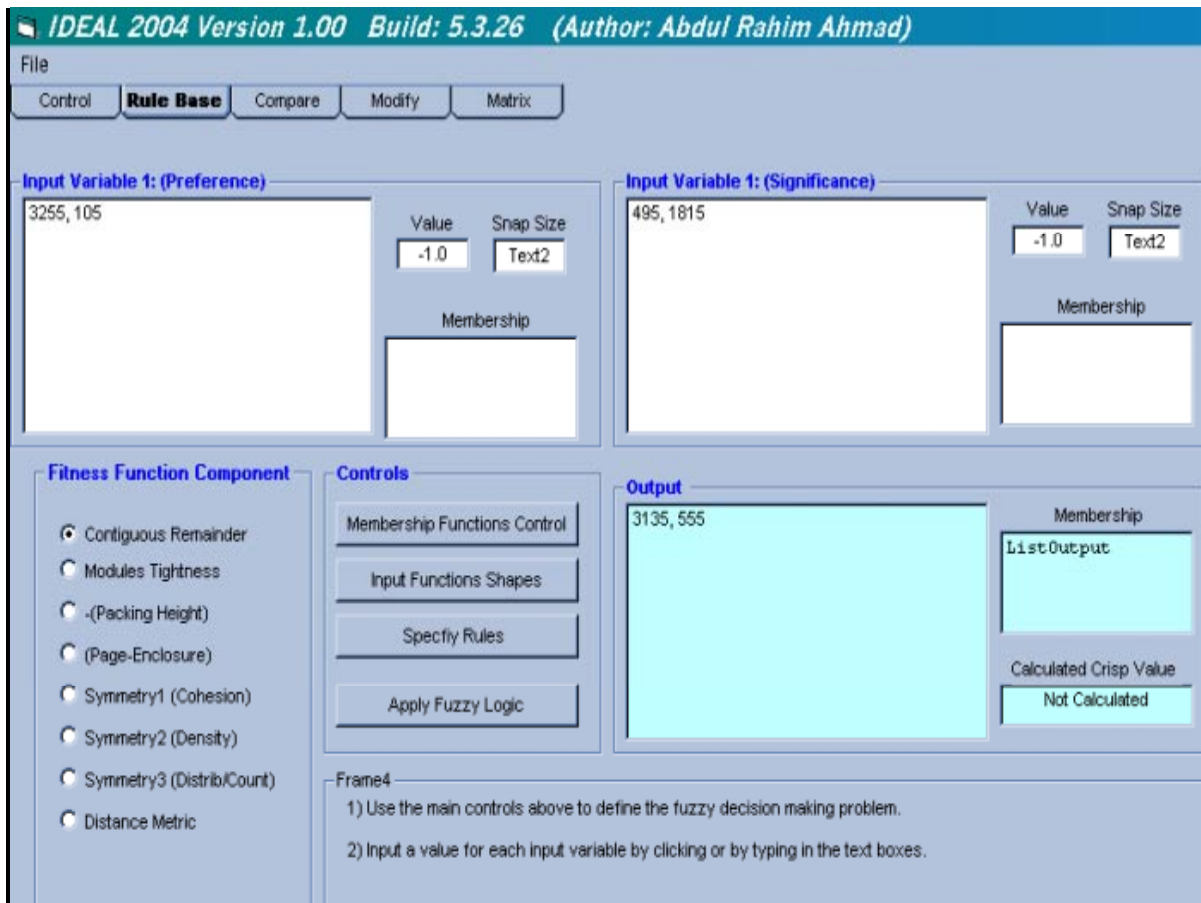 IDEAL 2004 Version 1.00 Build: 5.3.26 (Author: Abdul Rahim Ahmad)
File
Control Rule Base Compare Modify Matrix
Input Variable 1: (Preference)
3255, 105
Value Snap Size
-1.0 Text2
Membership
Input Variable 1: (Significance)
495, 1815
Value Snap Size
-1.0 Text2
Membership
Fitness Function Component
Contiguous Remainder
Modules Tightness
-(Packing Height)
(Page-Enclosure)
Symmetry1 (Cohesion)
Symmetry2 (Density)
Symmetry3 (Distrib/Count)
Distance Metric
Controls
Membership Functions Control
Input Functions Shapes
Specfiy Rules
Apply Fuzzy Logic
Output
3135, 555
Membership
ListOutput
Calculated Crisp Value
Not Calculated
Frame4
1) Use the main controls above to define the fuzzy decision making problem.
2) Input a value for each input variable by clicking or by typing in the text boxes.